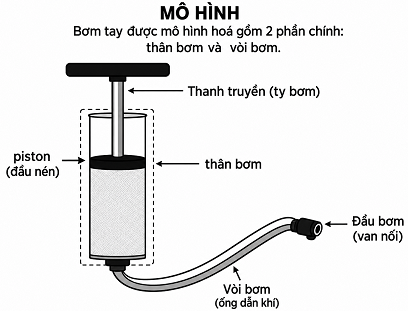 MÔ HÌNH
Bơm tay được mô hình hoá gồm 2 phần chính:
thân bơm và vòi bơm.
Thanh truyền (ty bơm)
piston
(đầu nén)
thân bơm
Đầu bơm
(van nối)
Vòi bơm
(ống dẫn khí)